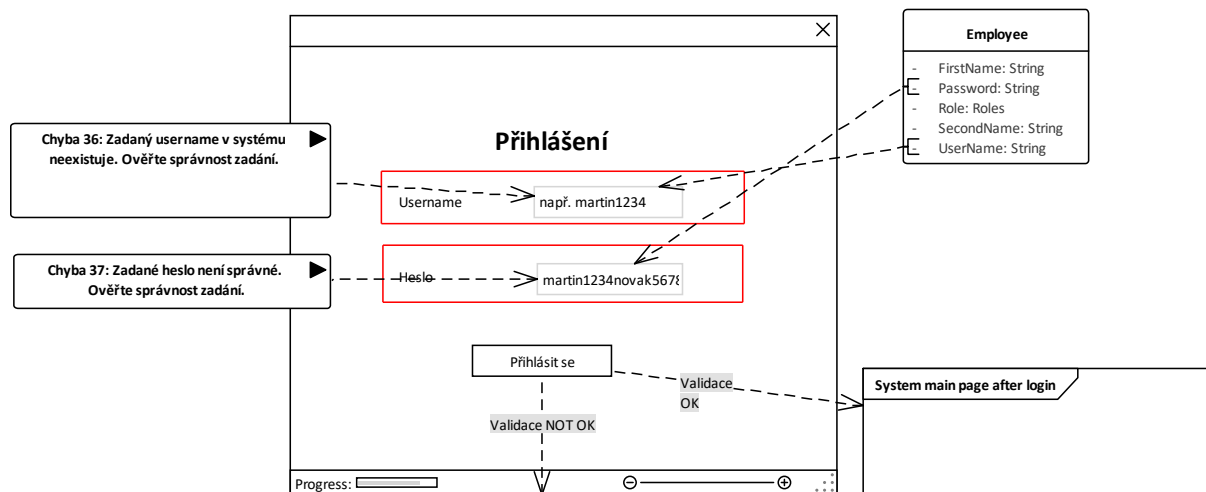 Employee
- FirstName: String
- Password: String
- Role: Roles
- SecondName: String
- UserName: String
Chyba 36: Zadaný username v systému
neexistuje. Ověřte správnost zadání.
Přihlášení
Username
např. martin1234
Chyba 37: Zadané heslo není správné.
Ověřte správnost zadání.
Heslo
martin1234novak5678
Přihlásit se
Validace
OK
System main page after login
Validace NOT OK
Progress: